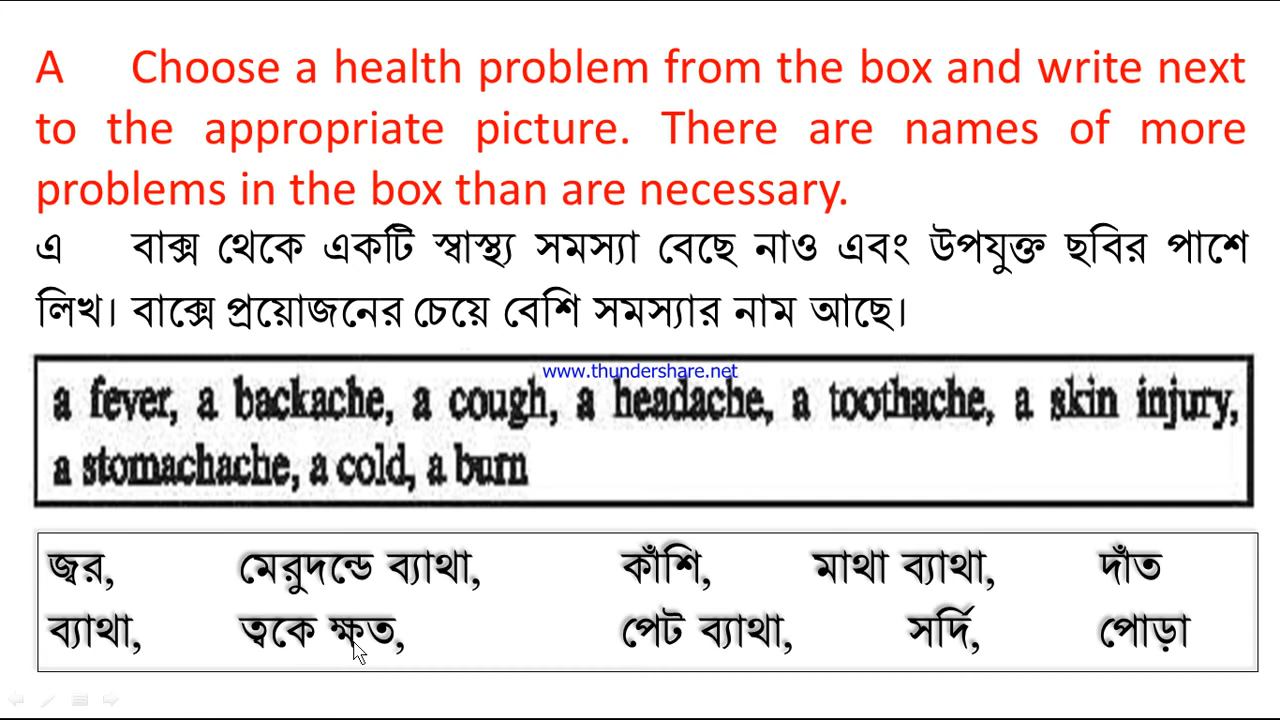 A Choose a health problem from the box and write next
to the appropriate picture. There are names of more
problems in the box than are necessary.
এ বাক্স থেকে একটি স্বাস্থ্য সমস্যা বেছে নাও এবং উপযুক্ত ছবির পাশে
লিখ। বাক্সে প্রয়োজনের চেয়ে বেশি সমস্যার নাম আছে।
www.thundershare.net
a fever, a backache, a cough, a headache, a toothache, a skin injury,
a stomachache, a cold, a burn
জ্বর, মেরুদন্ডে ব্যাথা, কাঁশি, মাথা ব্যাথা, দাঁত
ব্যাথা, ত্বকে ক্ষত, পেট ব্যাথা, সর্দি, পোড়া